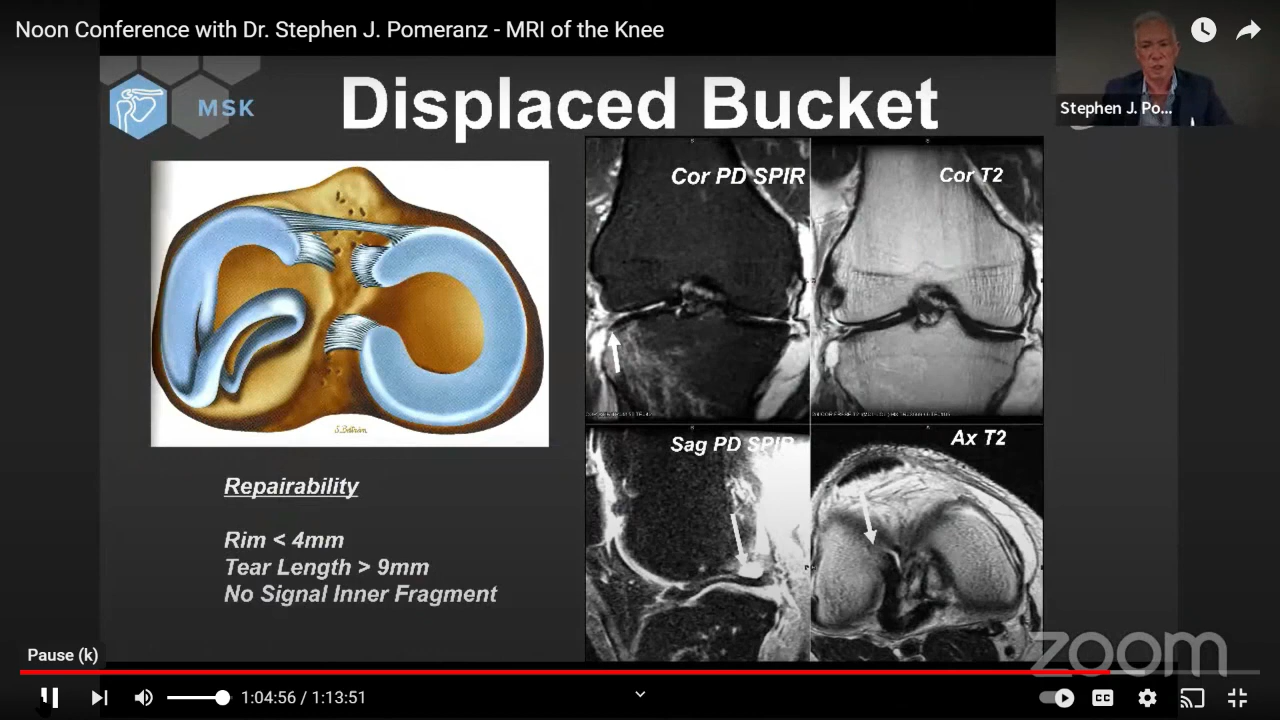 Noon Conference with Dr. Stephen J. Pomeranz - MRI of the Knee
MSK
Displaced Bucket
Stephen J. Po...
Cor PD SPIR
Cor T2
S. Beltrán
Sag PD SPIR
Ax T2
Repairability
Rim < 4mm
Tear Length > 9mm
No Signal Inner Fragment
zoom
Pause (k)
1:04:56 / 1:13:51
CC